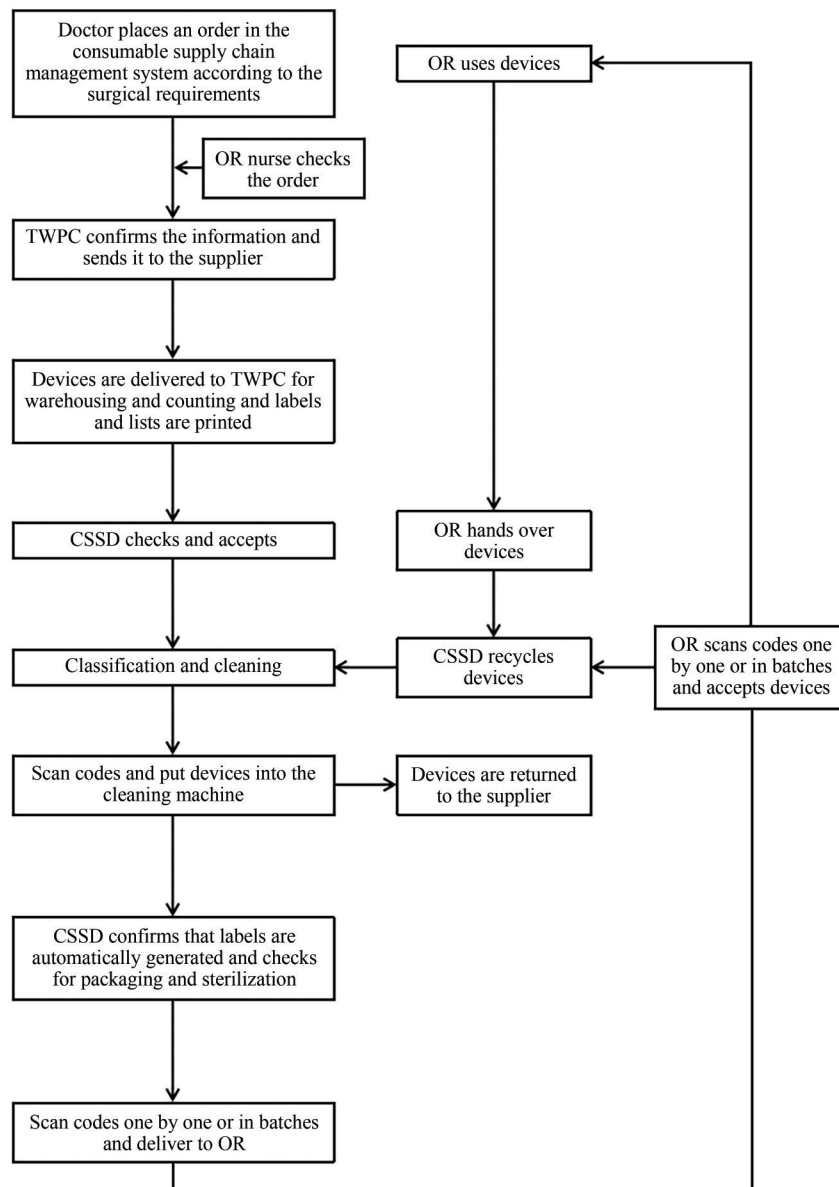 Doctor places an order in the
consumable supply chain
management system according to the
surgical requirements
OR nurse checks
the order
TWPC confirms the information and
sends it to the supplier
Devices are delivered to TWPC for
warehousing and counting and labels
and lists are printed
CSSD checks and accepts
Classification and cleaning
Scan codes and put devices into the
cleaning machine
CSSD confirms that labels are
automatically generated and checks
for packaging and sterilization
Scan codes one by one or in batches
and deliver to OR
OR uses devices
OR hands over
devices
CSSD recycles
devices
Devices are returned
to the supplier
OR scans codes one
by one or in batches
and accepts devices